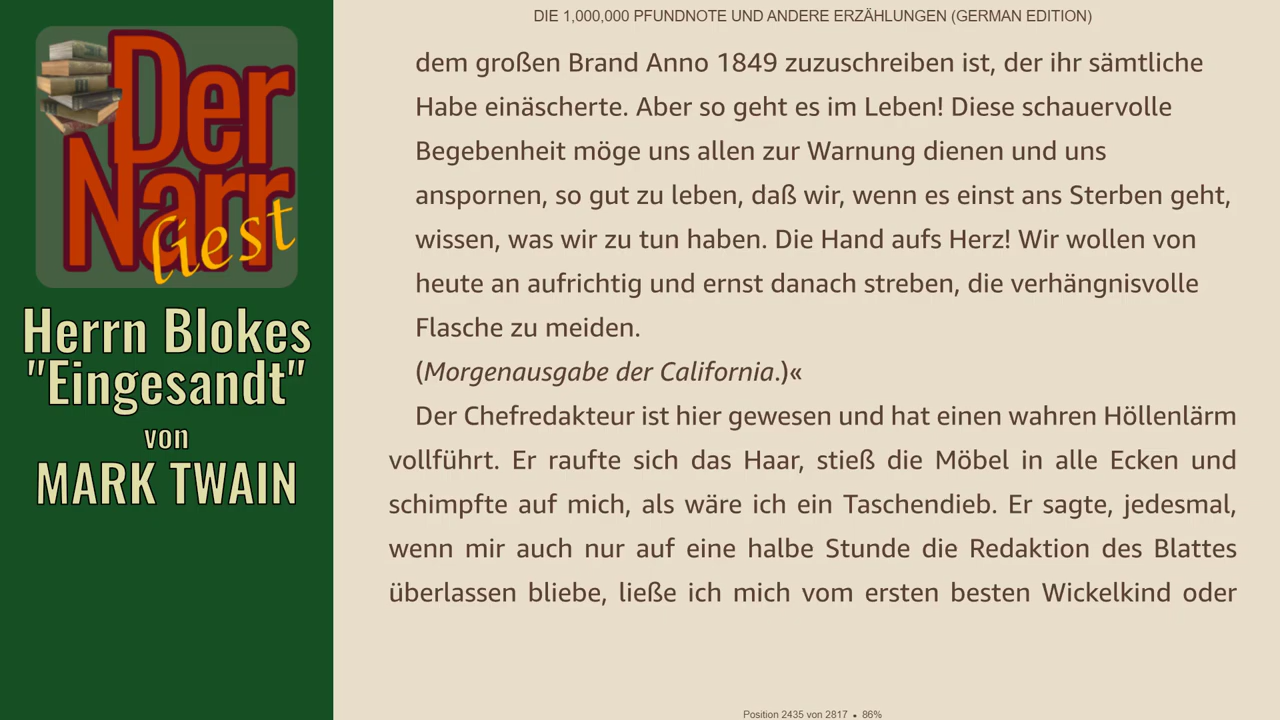 Der
Narr
liest
Herrn Blokes
"Eingesandt"
von
MARK TWAIN
DIE 1,000,000 PFUNDNOTE UND ANDERE ERZÄHLUNGEN (GERMAN EDITION)
dem großen Brand Anno 1849 zuzuschreiben ist, der ihr sämtliche
Habe einäscherte. Aber so geht es im Leben! Diese schauervolle
Begebenheit möge uns allen zur Warnung dienen und uns
anspornen, so gut zu leben, daß wir, wenn es einst ans Sterben geht,
wissen, was wir zu tun haben. Die Hand aufs Herz! Wir wollen von
heute an aufrichtig und ernst danach streben, die verhängnisvolle
Flasche zu meiden.
(Morgenausgabe der California.)«
Der Chefredakteur ist hier gewesen und hat einen wahren Höllenlärm
vollführt. Er raufte sich das Haar, stieß die Möbel in alle Ecken und
schimpfte auf mich, als wäre ich ein Taschendieb. Er sagte, jedesmal,
wenn mir auch nur auf eine halbe Stunde die Redaktion des Blattes
überlassen bliebe, ließe ich mich vom ersten besten Wickelkind oder
Position 2435 von 2817 • 86%